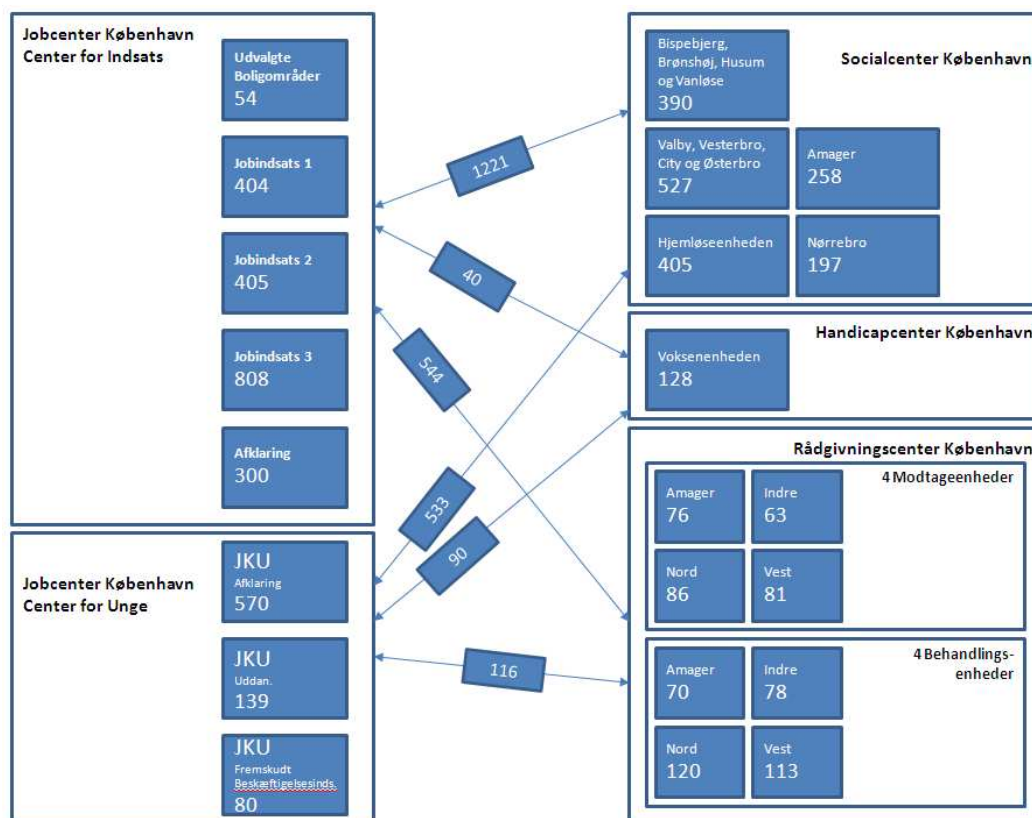 Jobcenter København
Center for Indsats
Udvalgte
Boligområder
54
Jobindsats 1
404
Jobindsats 2
405
Jobindsats 3
808
Afklaring
300
Jobcenter København
Center for Unge
JKU
Afklaring
570
JKU
Uddan.
139
JKU
Fremskudt
Beskæftigelsesinds.
80
1221
40
544
533
90
116
Socialcenter København
Bispebjerg,
Brønshøj, Husum
og Vanløse
390
Valby, Vesterbro,
City og Østerbro
527
Amager
258
Hjemløseenheden
405
Nørrebro
197
Handicapcenter København
Voksenenheden
128
Rådgivningscenter København
4 Modtageenheder
Amager
76
Indre
63
Nord
86
Vest
81
4 Behandlings-
enheder
Amager
70
Indre
78
Nord
120
Vest
113